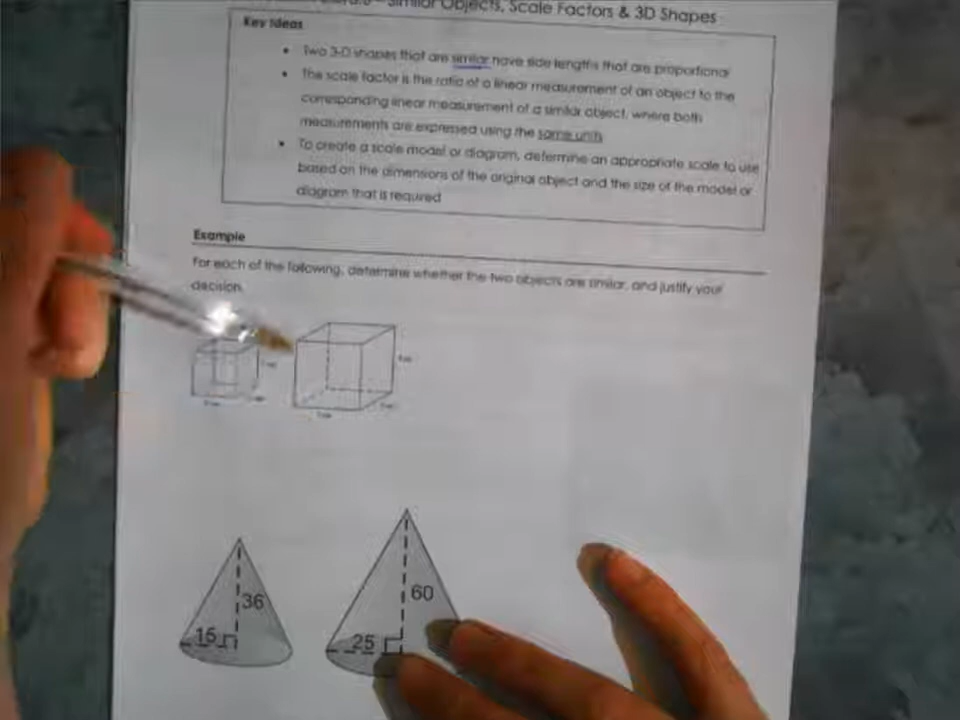 Similar Objects, Scale Factors & 3D Shapes
Key Ideas
• Two 3-D shapes that are similar have side lengths that are proportional
• The scale factor is the ratio of a linear measurement of an object to the
corresponding linear measurement of a similar object, where both
measurements are expressed using the same units
• To create a scale model or diagram, determine an appropriate scale to use
based on the dimensions of the original object and the size of the model or
diagram that is required
Example
For each of the following, determine whether the two objects are similar, and justify your
decision.
36
15
60
25